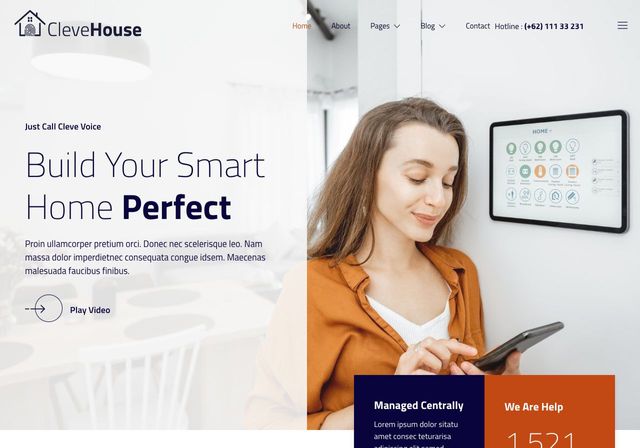 CleveHouse
Home About Pages Blog Contact Hotline : (+62) 111 33 231
Just Call Cleve Voice
Build Your Smart
Home Perfect
Proin ullamcorper pretium orci. Donec nec scelerisque leo. Nam
massa dolor imperdietnec consequata congue idsem. Maecenas
malesuada faucibus finibus.
Play Video
HOME
Managed Centrally
Lorem ipsum dolor sitatu
amet consec teturarisa
We Are Help
1,521